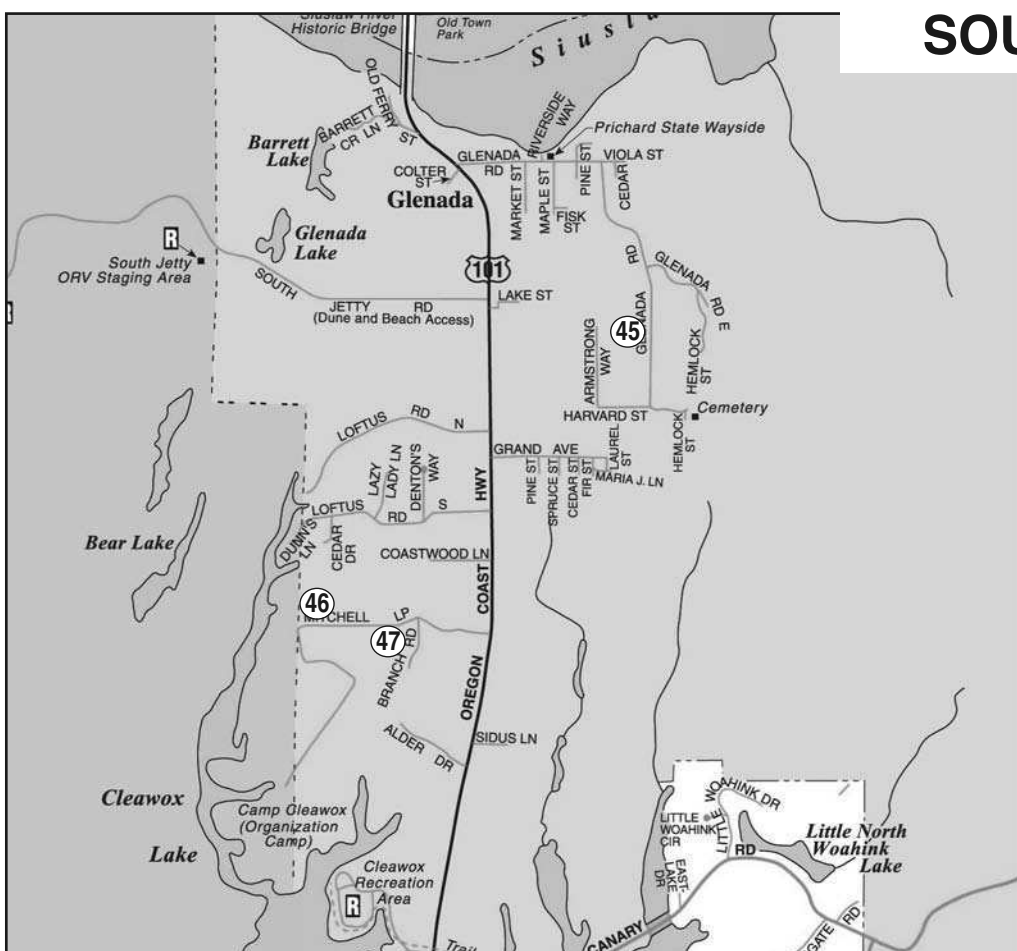 SOU
Siuslaw River
Historic Bridge
Old Town
Park
OLD FERRY
ST
BARRETT
CR LN
Barrett
Lake
RIVERSIDE
WAY
Prichard State Wayside
GLENADA
RD
VIOLA ST
COLTER
ST
Glenada
MARKET ST
MAPLE ST
PINE ST
CEDAR
FISK
ST
R
South Jetty
ORV Staging Area
Glenada
Lake
101
SOUTH
JETTY RD
(Dune and Beach Access)
LAKE ST
GLENADA
RD
GLENADA
RD E
45
ARMSTRONG
WAY
HEMLOCK
ST
HARVARD ST
Cemetery
HEMLOCK
ST
LOFTUS RD N
GRAND AVE
LAUREL
ST
MARIA J. LN
PINE ST
SPRUCE ST
CEDAR ST
FIR ST
LAZY
LADY LN
DENTON'S
WAY
LOFTUS RD S
DUNN'S
LN
CEDAR
DR
Bear Lake
COASTWOOD LN
OREGON COAST HWY
46
MITCHELL LP
47
BRANCH RD
ALDER DR
SIDUS LN
Cleawox
Lake
Camp Cleawox
(Organization
Camp)
Cleawox
Recreation
Area
R
Trail
LITTLE WOAHINK DR
LITTLE
WOAHINK
CIR
Little North
Woahink
Lake
EAST-
LAKE
DR
CANARY RD
GATE RD